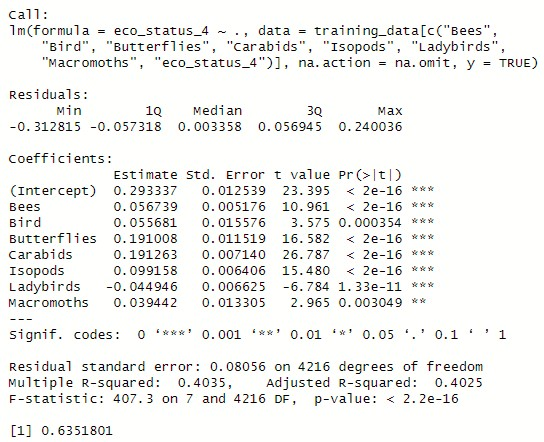 Call:
lm(formula = eco_status_4 ~ ., data = training_data[c("Bees",
"Bird", "Butterflies", "Carabids", "Isopods", "Ladybirds",
"Macromoths", "eco_status_4")], na.action = na.omit, y = TRUE)
Residuals:
Min 1Q Median 3Q Max
-0.312815 -0.057318 0.003358 0.056945 0.240036
Coefficients:
Estimate Std. Error t value Pr(>|t|)
(Intercept) 0.293337 0.012539 23.395 < 2e-16 ***
Bees 0.056739 0.005176 10.961 < 2e-16 ***
Bird 0.055681 0.015576 3.575 0.000354 ***
Butterflies 0.191008 0.011519 16.582 < 2e-16 ***
Carabids 0.191263 0.007140 26.787 < 2e-16 ***
Isopods 0.099158 0.006406 15.480 < 2e-16 ***
Ladybirds -0.044946 0.006625 -6.784 1.33e-11 ***
Macromoths 0.039442 0.013305 2.965 0.003049 **
---
Signif. codes: 0 ‘***’ 0.001 ‘**’ 0.01 ‘*’ 0.05 ‘.’ 0.1 ‘ ’ 1
Residual standard error: 0.08056 on 4216 degrees of freedom
Multiple R-squared: 0.4035, Adjusted R-squared: 0.4025
F-statistic: 407.3 on 7 and 4216 DF, p-value: < 2.2e-16
[1] 0.6351801